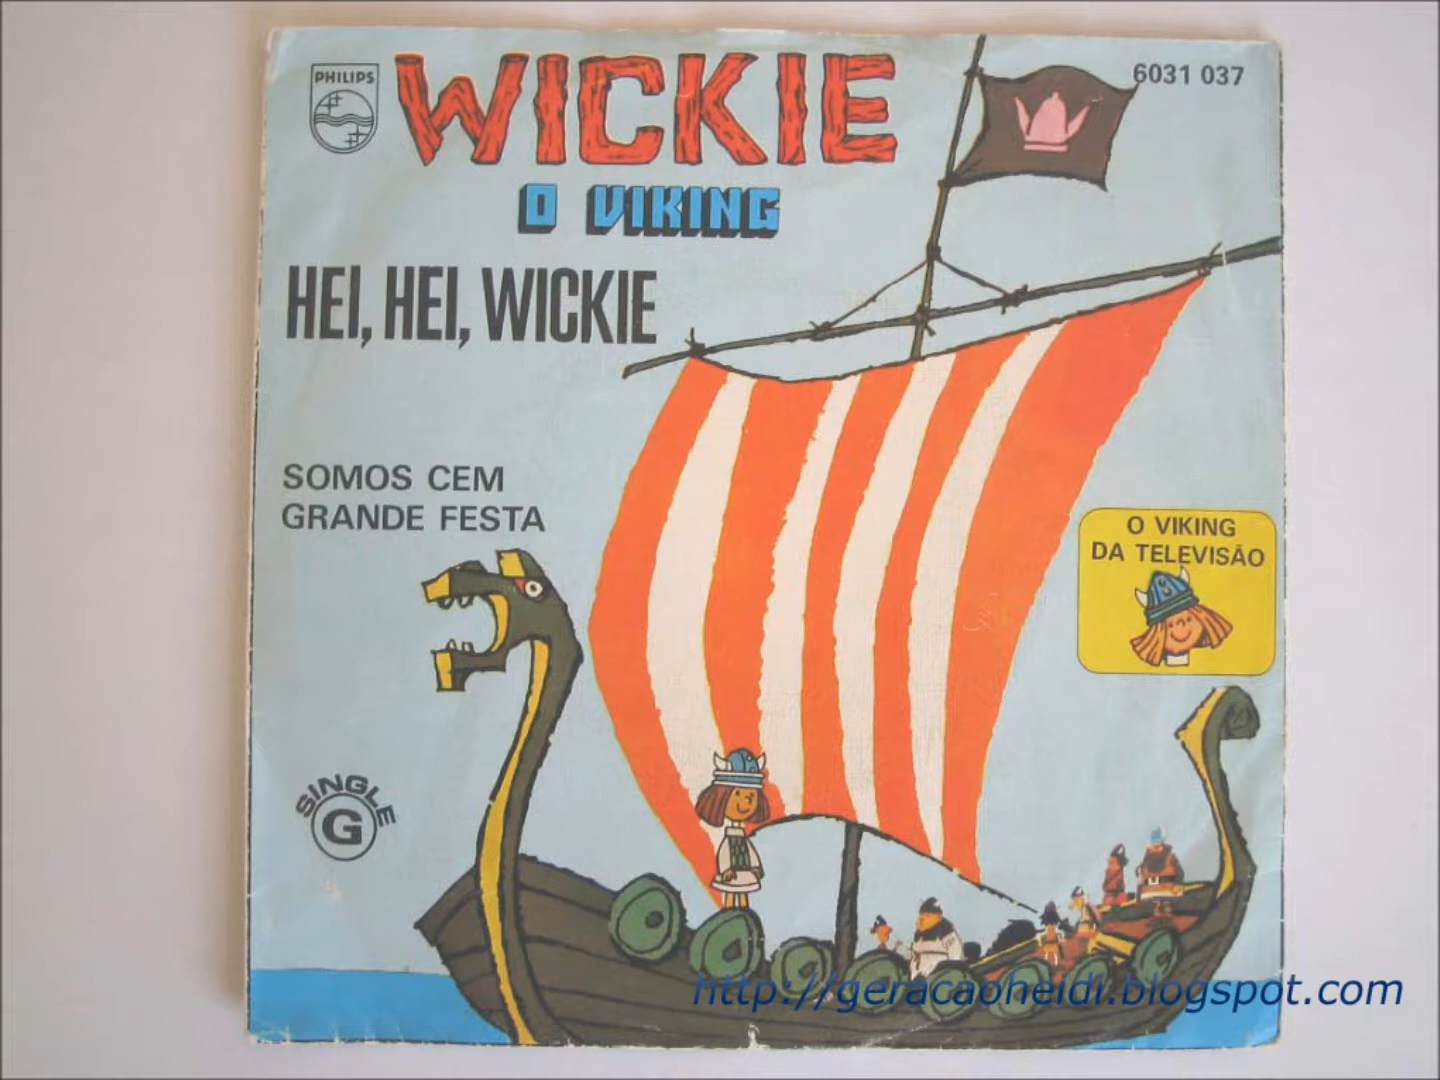 PHILIPS
WICKIE
6031 037
O VIKING
HEI, HEI, WICKIE
SOMOS CEM
GRANDE FESTA
O VIKING
DA TELEVISÃO
SINGLE
G
http://geracaoheidi.blogspot.com